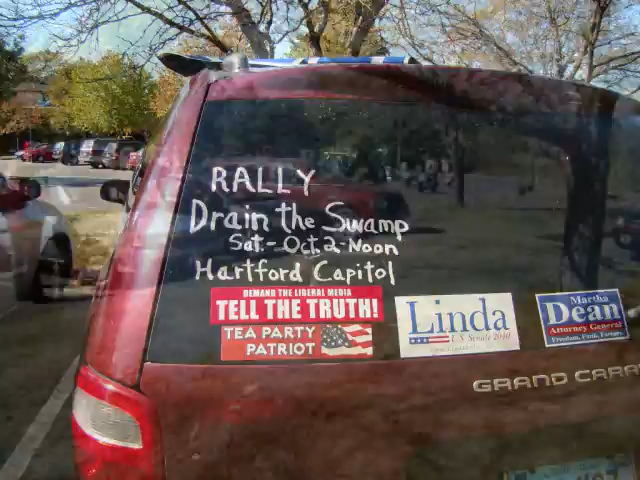 RALLY
Drain the Swamp
Sat.-Oct. 2-Noon
Hartford Capitol
DEMAND THE LIBERAL MEDIA
TELL THE TRUTH!
TEA PARTY
PATRIOT
Linda
U.S. Senate 2010
Martha
Dean
Attorney General
GRAND CARA